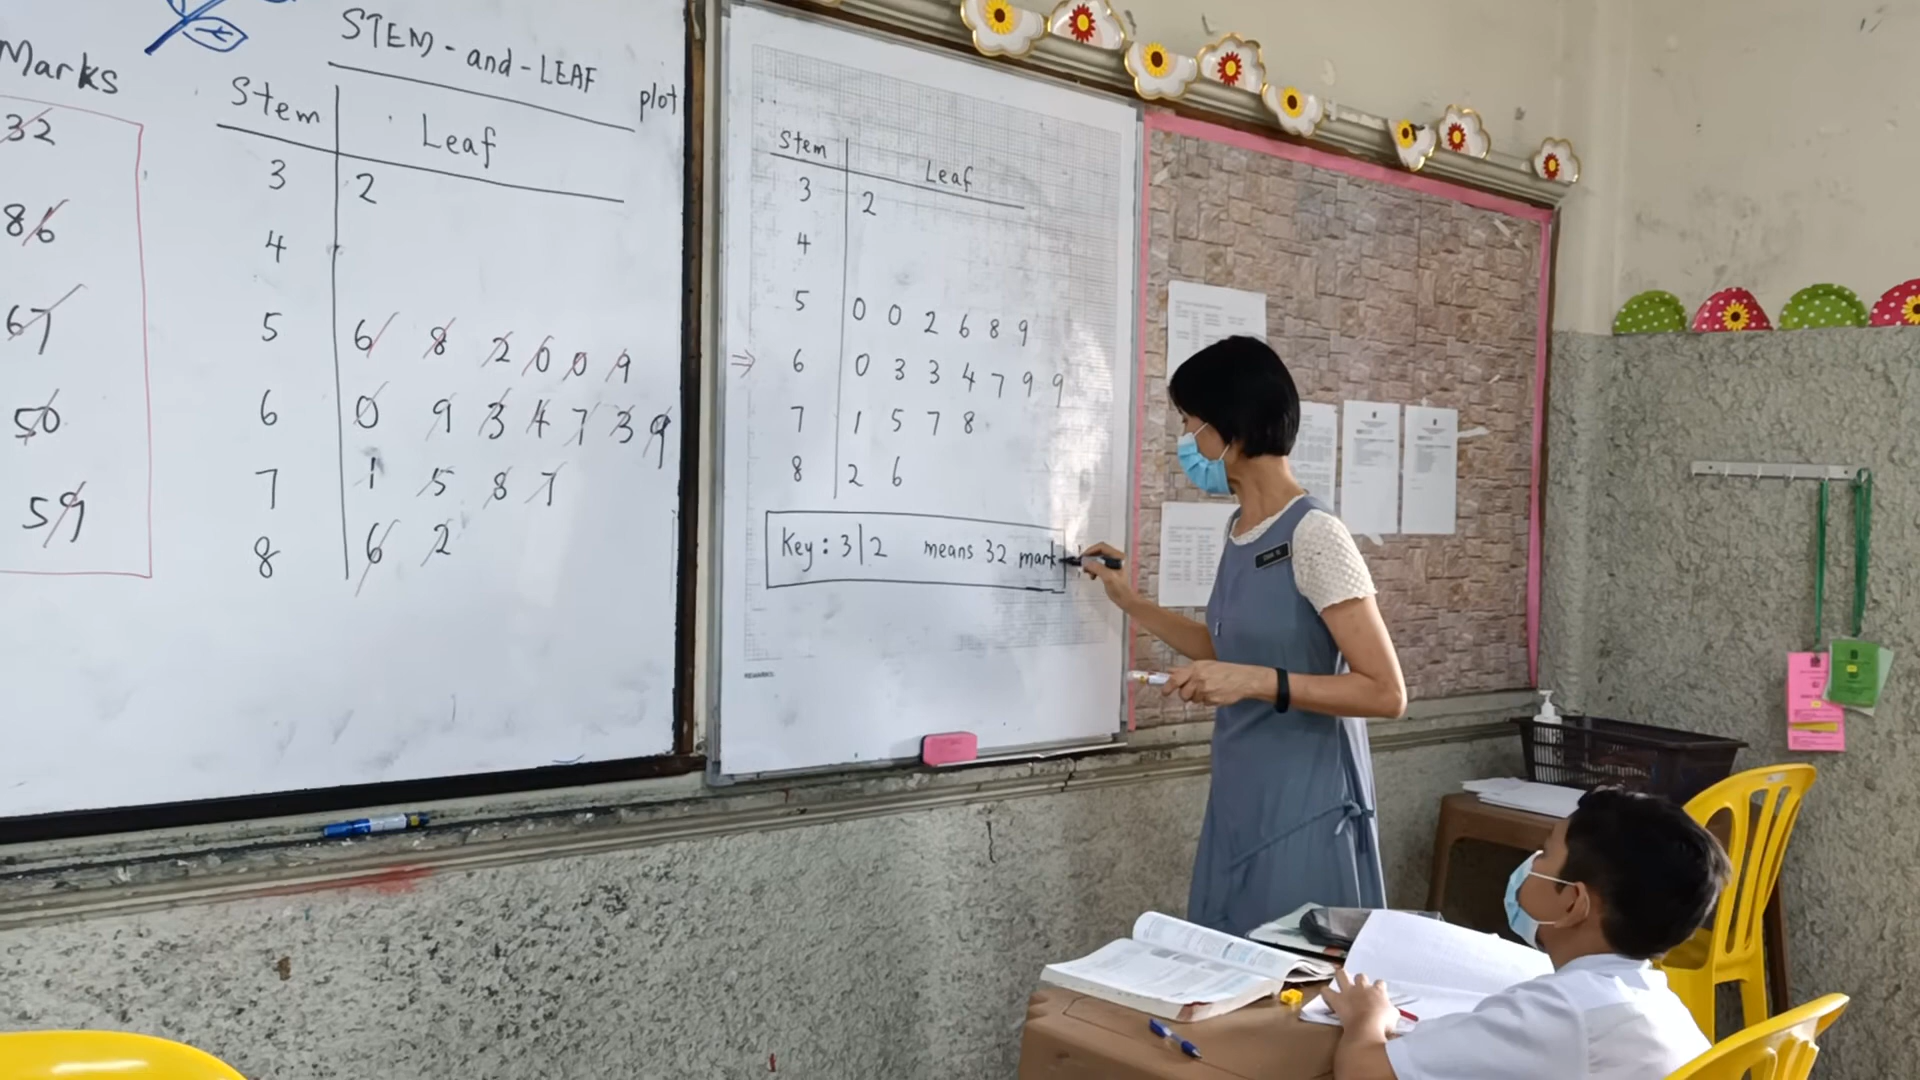 Marks
32
86
67
50
59
STEM-and-LEAF plot
Stem Leaf
3 2
4
5 6 8 2 0 0 9
6 0 9 3 4 7 3 9
7 1 5 8 7
8 6 2
Stem Leaf
3 2
4
5 0 0 2 6 8 9
⇒ 6 0 3 3 4 7 9 9
7 1 5 7 8
8 2 6
Key: 3|2 means 32 mark
REMARKS